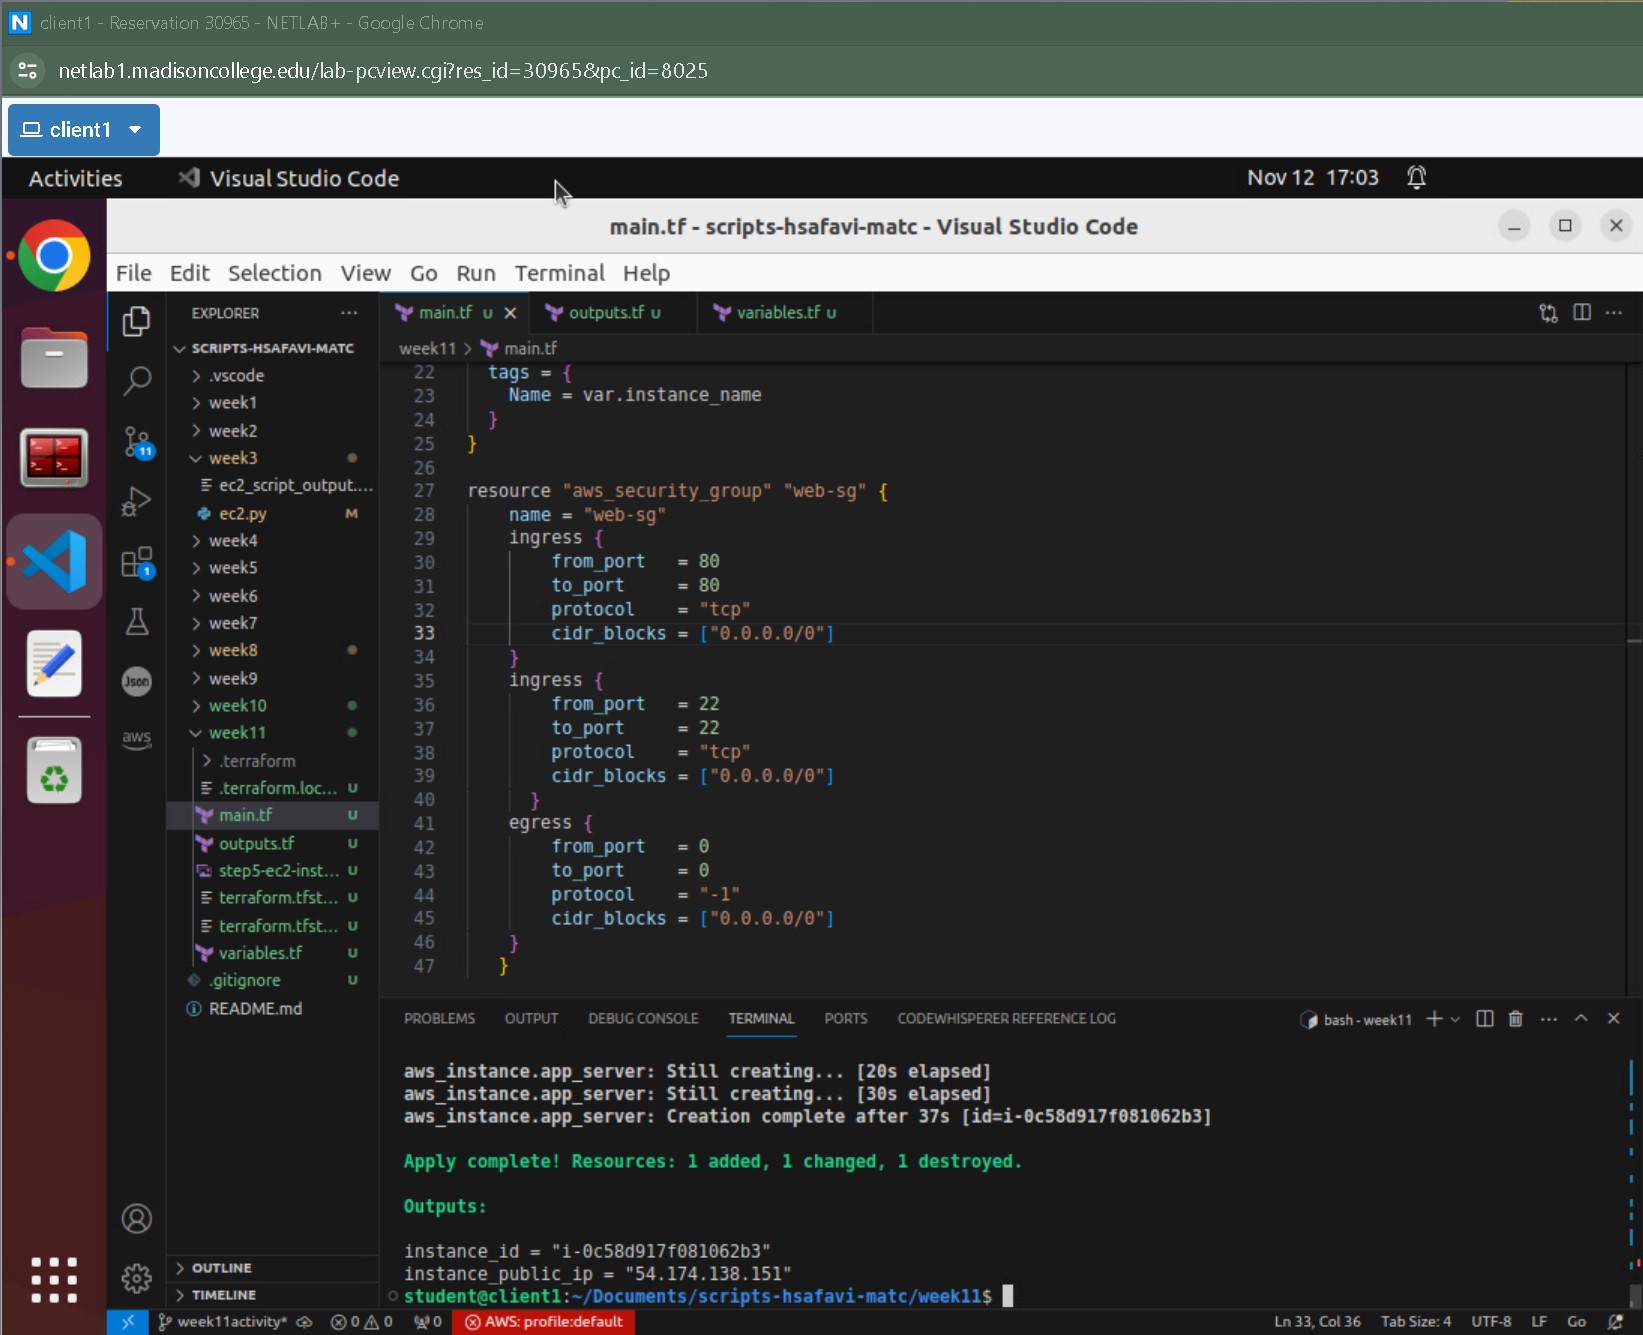 client1 - Reservation 30965 - NETLAB+ - Google Chrome
netlab1.madisoncollege.edu/lab-pcview.cgi?res_id=30965&pc_id=8025
client1
Activities Visual Studio Code Nov 12 17:03
main.tf - scripts-hsafavi-matc - Visual Studio Code
File Edit Selection View Go Run Terminal Help
EXPLORER ...
SCRIPTS-HSAFAVI-MATC
.vscode
week1
week2
week3
ec2_script_output....
ec2.py M
week4
week5
week6
week7
week8
week9
week10
week11
.terraform
.terraform.loc... U
main.tf U
outputs.tf U
step5-ec2-inst... U
terraform.tfst... U
terraform.tfst... U
variables.tf U
.gitignore U
README.md
OUTLINE
TIMELINE
11
1
Json
aws
main.tf U outputs.tf U variables.tf U
week11 > main.tf
22 tags = {
23 Name = var.instance_name
24 }
25 }
26
27 resource "aws_security_group" "web-sg" {
28 name = "web-sg"
29 ingress {
30 from_port = 80
31 to_port = 80
32 protocol = "tcp"
33 cidr_blocks = ["0.0.0.0/0"]
34 }
35 ingress {
36 from_port = 22
37 to_port = 22
38 protocol = "tcp"
39 cidr_blocks = ["0.0.0.0/0"]
40 }
41 egress {
42 from_port = 0
43 to_port = 0
44 protocol = "-1"
45 cidr_blocks = ["0.0.0.0/0"]
46 }
47 }
PROBLEMS OUTPUT DEBUG CONSOLE TERMINAL PORTS CODEWHISPERER REFERENCE LOG bash - week11
aws_instance.app_server: Still creating... [20s elapsed]
aws_instance.app_server: Still creating... [30s elapsed]
aws_instance.app_server: Creation complete after 37s [id=i-0c58d917f081062b3]
Apply complete! Resources: 1 added, 1 changed, 1 destroyed.
Outputs:
instance_id = "i-0c58d917f081062b3"
instance_public_ip = "54.174.138.151"
student@client1:~/Documents/scripts-hsafavi-matc/week11$
week11activity* 0 0 0 AWS: profile:default Ln 33, Col 36 Tab Size: 4 UTF-8 LF Go